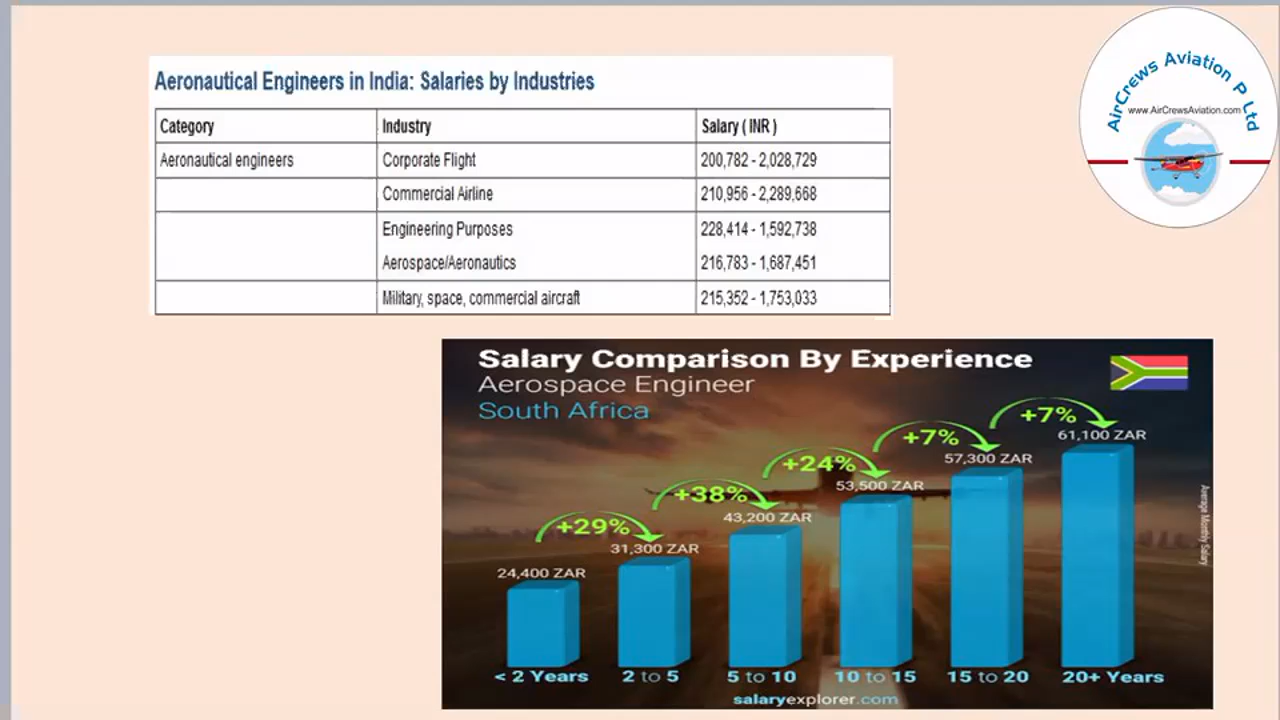 Aeronautical Engineers in India: Salaries by Industries
Category Industry Salary ( INR )
Aeronautical engineers Corporate Flight 200,782 - 2,028,729
Commercial Airline 210,956 - 2,289,668
Engineering Purposes 228,414 - 1,592,738
Aerospace/Aeronautics 216,783 - 1,687,451
Military, space, commercial aircraft 215,352 - 1,753,033
AirCrews Aviation P Ltd
www.AirCrewsAviation.com
Salary Comparison By Experience
Aerospace Engineer
South Africa
+29%
+38%
+24%
+7%
+7%
24,400 ZAR
31,300 ZAR
43,200 ZAR
53,500 ZAR
57,300 ZAR
61,100 ZAR
Average Monthly Salary
< 2 Years 2 to 5 5 to 10 10 to 15 15 to 20 20+ Years
salaryexplorer.com